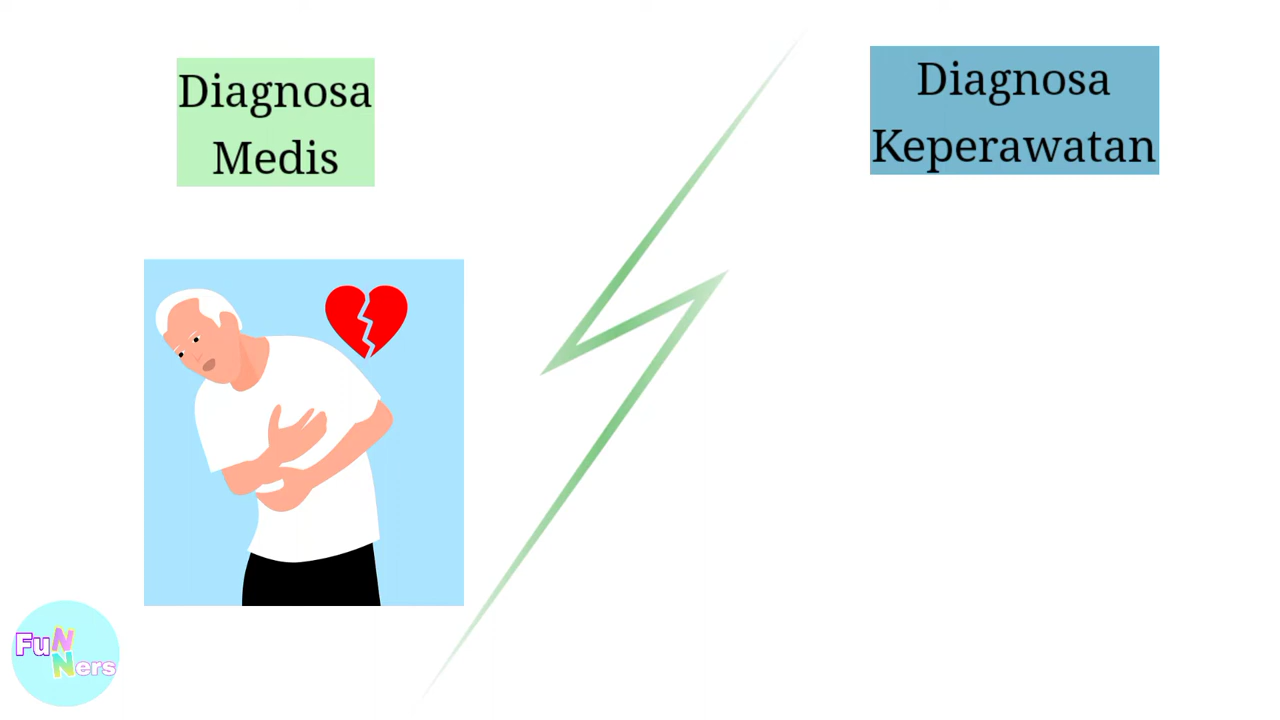 Diagnosa
Medis
Diagnosa
Keperawatan
FuN
Ners